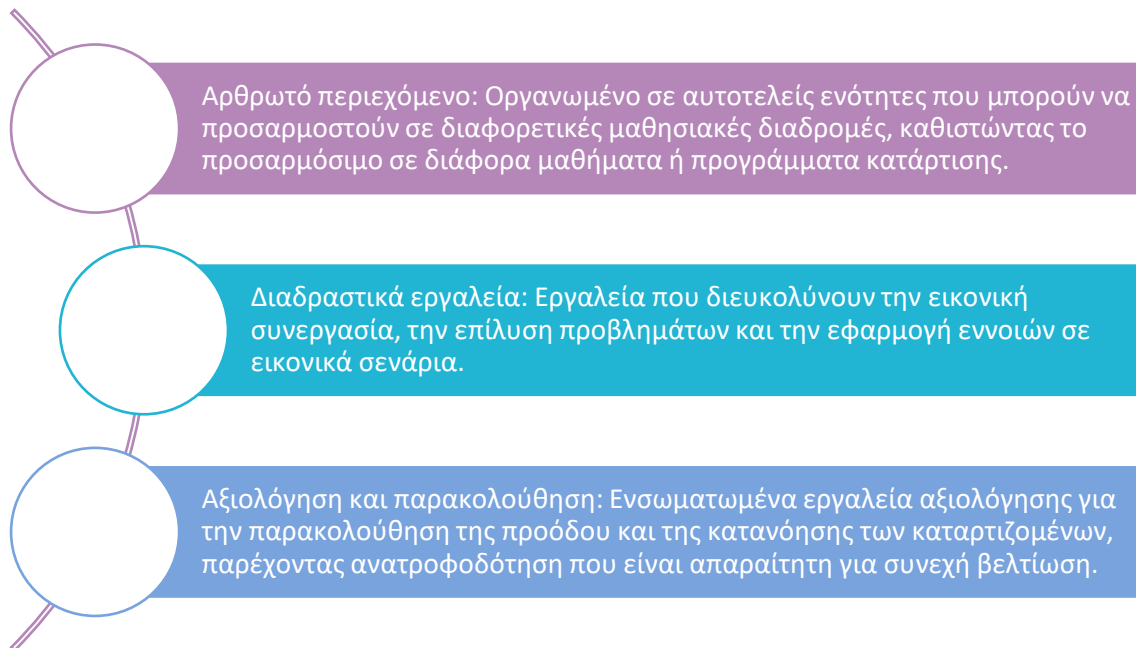 Αρθρωτό περιεχόμενο: Οργανωμένο σε αυτοτελείς ενότητες που μπορούν να
προσαρμοστούν σε διαφορετικές μαθησιακές διαδρομές, καθιστώντας το
προσαρμόσιμο σε διάφορα μαθήματα ή προγράμματα κατάρτισης.
Διαδραστικά εργαλεία: Εργαλεία που διευκολύνουν την εικονική
συνεργασία, την επίλυση προβλημάτων και την εφαρμογή εννοιών σε
εικονικά σενάρια.
Αξιολόγηση και παρακολούθηση: Ενσωματωμένα εργαλεία αξιολόγησης για
την παρακολούθηση της προόδου και της κατανόησης των καταρτιζομένων,
παρέχοντας ανατροφοδότηση που είναι απαραίτητη για συνεχή βελτίωση.